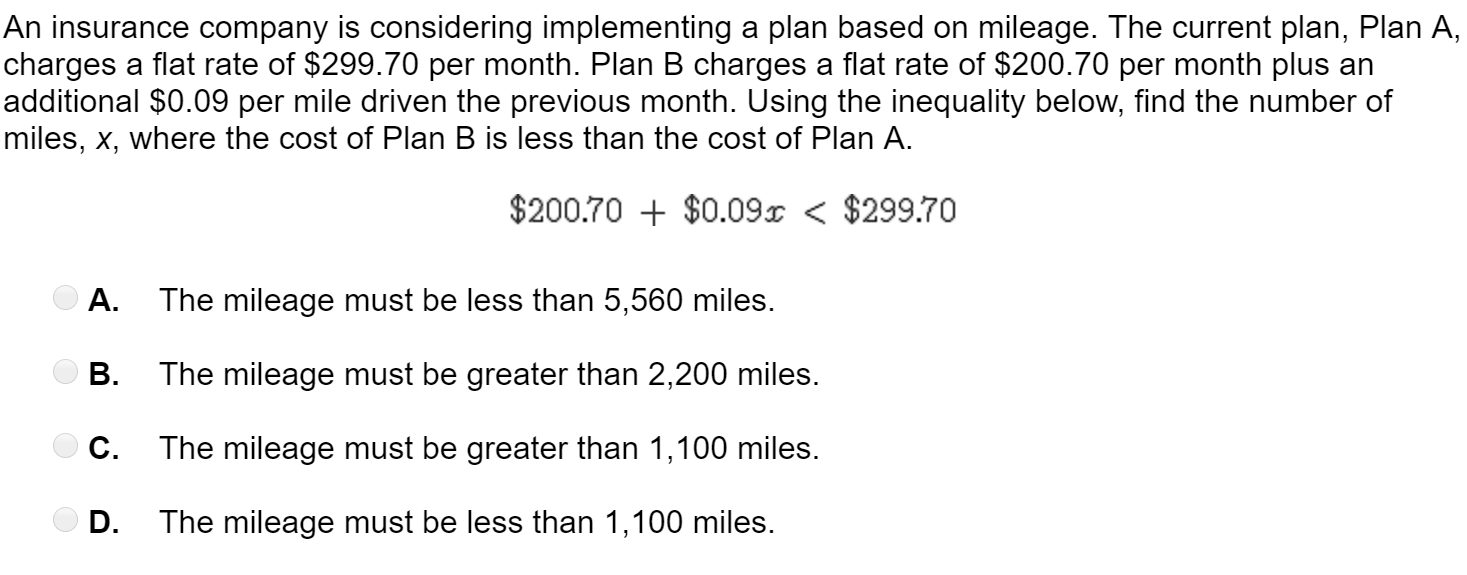 An insurance company is considering implementing a plan based on mileage. The current plan, Plan A,
charges a flat rate of $299.70 per month. Plan B charges a flat rate of $200.70 per month plus an
additional $0.09 per mile driven the previous month. Using the inequality below, find the number of
miles, x, where the cost of Plan B is less than the cost of Plan A.
$200.70 + $0.09x < $299.70
A. The mileage must be less than 5,560 miles.
B. The mileage must be greater than 2,200 miles.
C. The mileage must be greater than 1,100 miles.
D. The mileage must be less than 1,100 miles.